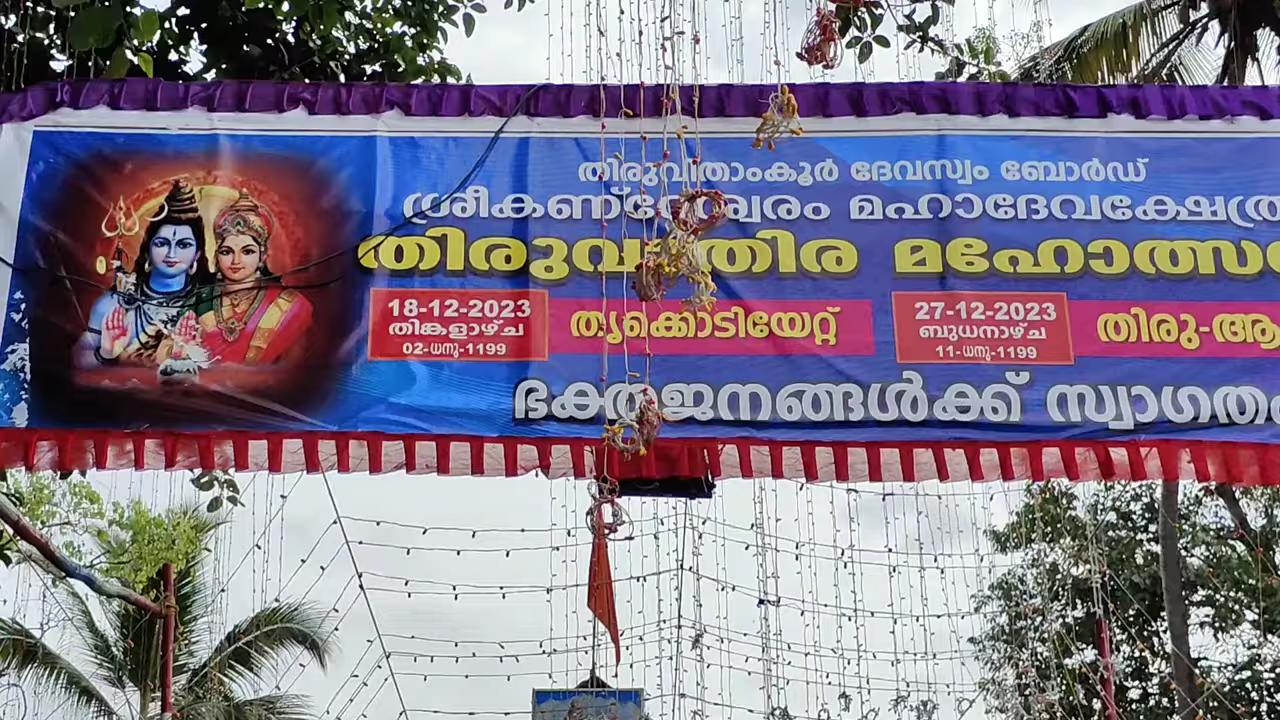 തിരുവിതാംകൂർ ദേവസ്വം ബോർഡ്
ശ്രീകണ്ഠേശ്വരം മഹാദേവക്ഷേത്ര
മഹോത്സ
18-12-2023
തിങ്കളാഴ്ച
02-ധനു-1199
തൃക്കൊടിയേറ്റ്
27-12-2023
ബുധനാഴ്ച
11-ധനു-1199
തിരു-ആ
ഭക്തജനങ്ങൾക്ക് സ്വാഗത